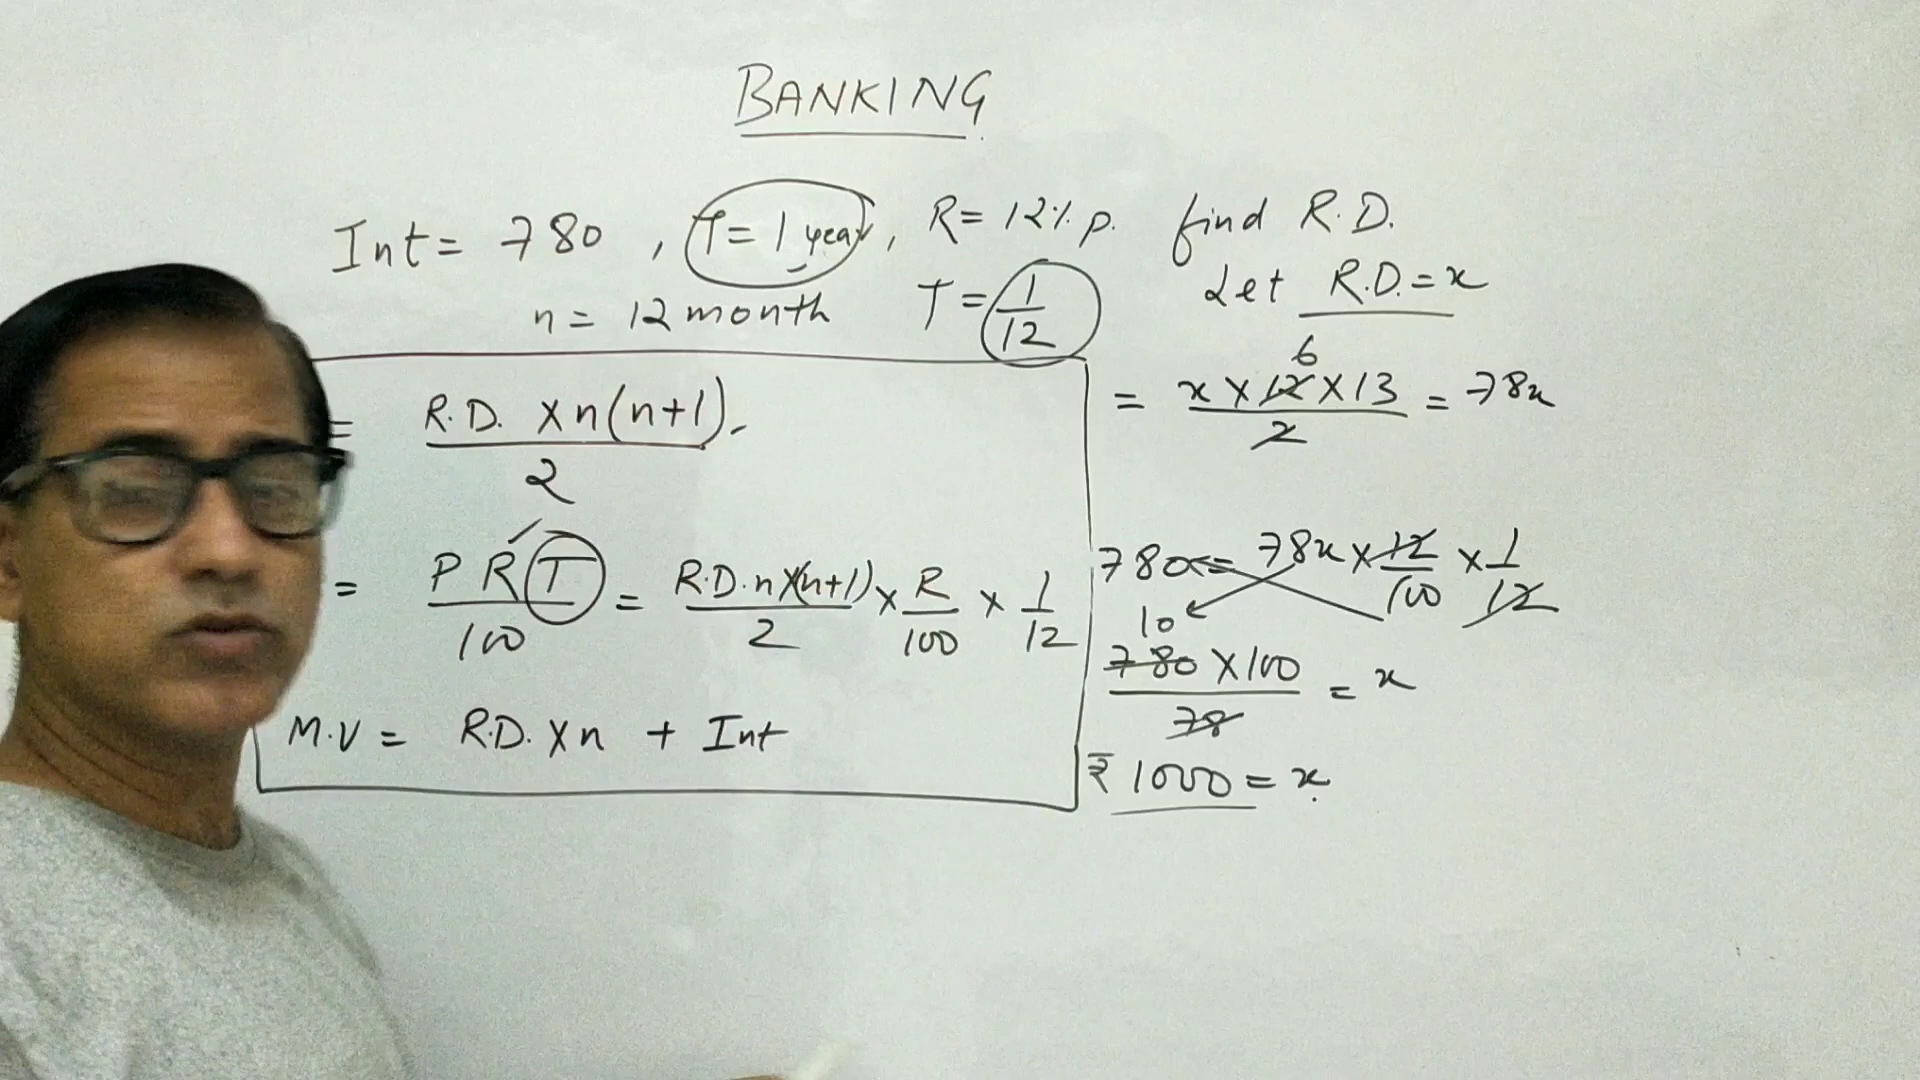 BANKING
Int = 780 , T = 1 year , R = 12% p. find R.D.
n = 12 month T = 1/12 Let R.D. = x
= R.D. × n(n+1) / 2
= PRT/100 = R.D. n×(n+1)/2 × R/100 × 1/12
M.V = R.D. × n + Int
6
= x × 12 × 13 / 2 = 78x
780 = 78x × 12/100 × 1/12
10
780 × 100 / 78 = x
₹ 1000 = x